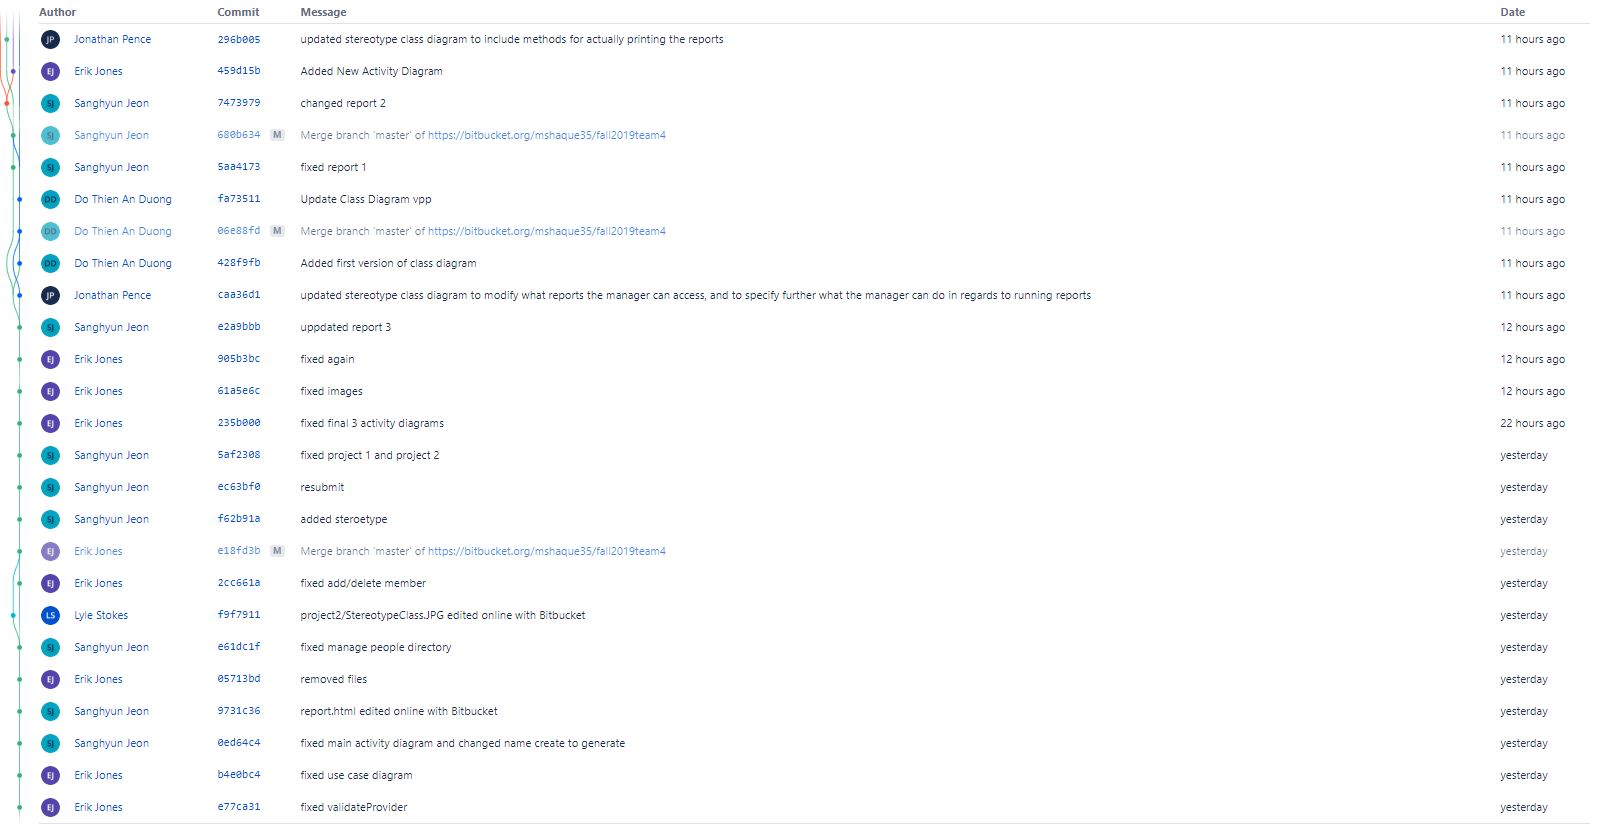 Author Commit Message Date
JP Jonathan Pence 296b005 updated stereotype class diagram to include methods for actually printing the reports 11 hours ago
EJ Erik Jones 459d15b Added New Activity Diagram 11 hours ago
SJ Sanghyun Jeon 7473979 changed report 2 11 hours ago
SJ Sanghyun Jeon 680b634 M Merge branch 'master' of https://bitbucket.org/mshaque35/fall2019team4 11 hours ago
SJ Sanghyun Jeon 5aa4173 fixed report 1 11 hours ago
DD Do Thien An Duong fa73511 Update Class Diagram vpp 11 hours ago
DD Do Thien An Duong 06e88fd M Merge branch 'master' of https://bitbucket.org/mshaque35/fall2019team4 11 hours ago
DD Do Thien An Duong 428f9fb Added first version of class diagram 11 hours ago
JP Jonathan Pence caa36d1 updated stereotype class diagram to modify what reports the manager can access, and to specify further what the manager can do in regards to running reports 11 hours ago
SJ Sanghyun Jeon e2a9bbb uppdated report 3 12 hours ago
EJ Erik Jones 905b3bc fixed again 12 hours ago
EJ Erik Jones 61a5e6c fixed images 12 hours ago
EJ Erik Jones 235b000 fixed final 3 activity diagrams 22 hours ago
SJ Sanghyun Jeon 5af2308 fixed project 1 and project 2 yesterday
SJ Sanghyun Jeon ec63bf0 resubmit yesterday
SJ Sanghyun Jeon f62b91a added steroetype yesterday
EJ Erik Jones e18fd3b M Merge branch 'master' of https://bitbucket.org/mshaque35/fall2019team4 yesterday
EJ Erik Jones 2cc661a fixed add/delete member yesterday
LS Lyle Stokes f9f7911 project2/StereotypeClass.JPG edited online with Bitbucket yesterday
SJ Sanghyun Jeon e61dc1f fixed manage people directory yesterday
EJ Erik Jones 05713bd removed files yesterday
SJ Sanghyun Jeon 9731c36 report.html edited online with Bitbucket yesterday
SJ Sanghyun Jeon 0ed64c4 fixed main activity diagram and changed name create to generate yesterday
EJ Erik Jones b4e0bc4 fixed use case diagram yesterday
EJ Erik Jones e77ca31 fixed validateProvider yesterday